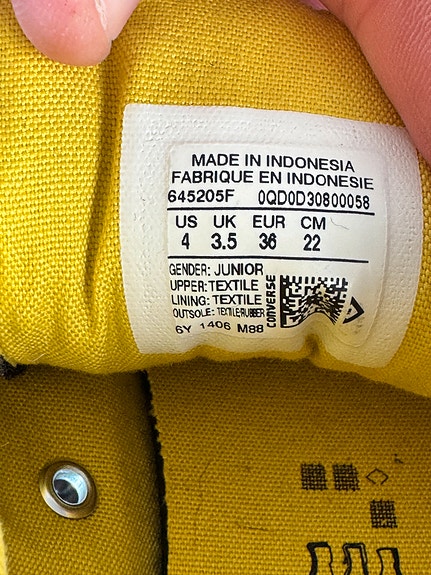 MADE IN INDONESIA
FABRIQUE EN INDONESIE
645205F 0QD0D30800058
US UK EUR CM
4 3.5 36 22
GENDER: JUNIOR
UPPER: TEXTILE
LINING: TEXTILE
OUTSOLE: TEXTILE/RUBBER
6Y 1406 M88
CONVERSE